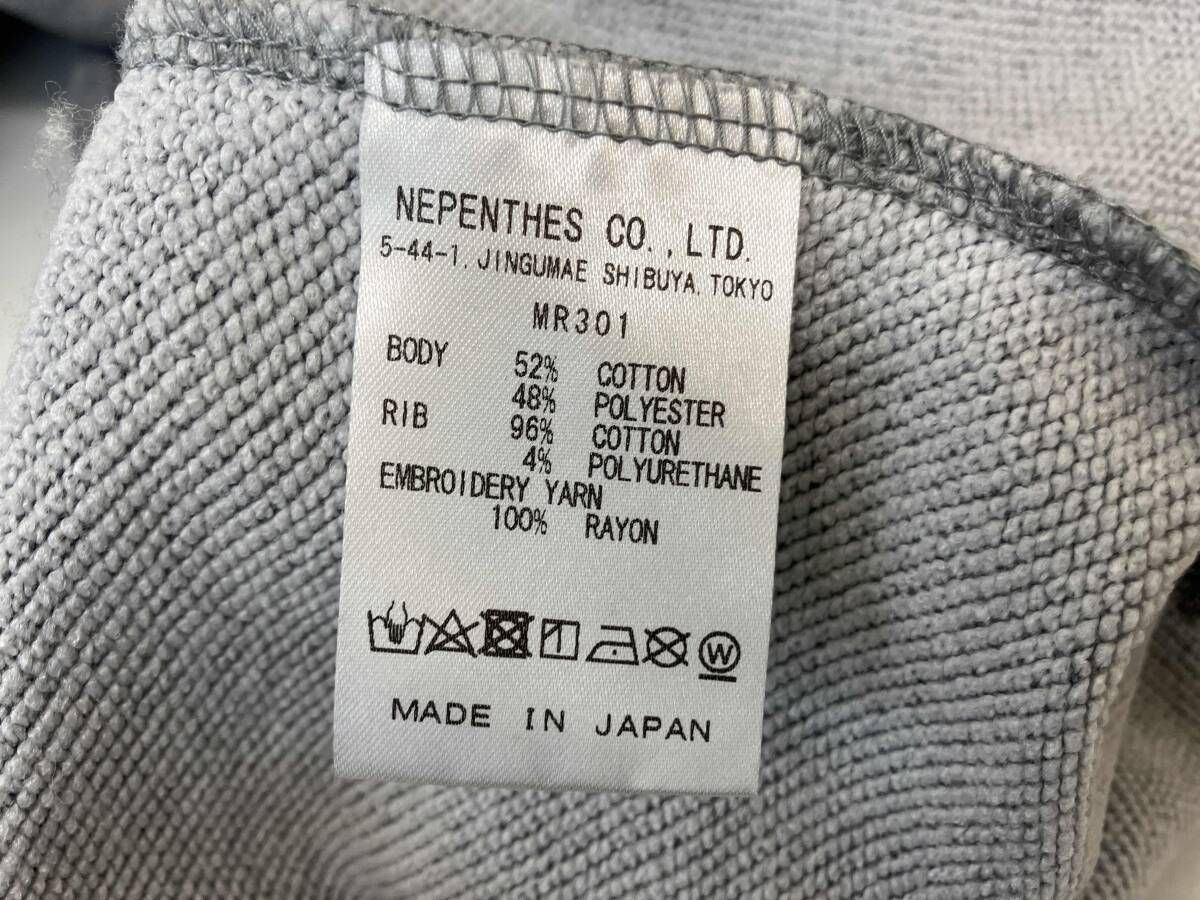 NEPENTHES CO., LTD.
5-44-1, JINGUMAE SHIBUYA, TOKYO
MR301
BODY 52% COTTON
48% POLYESTER
RIB 96% COTTON
4% POLYURETHANE
EMBROIDERY YARN
100% RAYON
W
MADE IN JAPAN